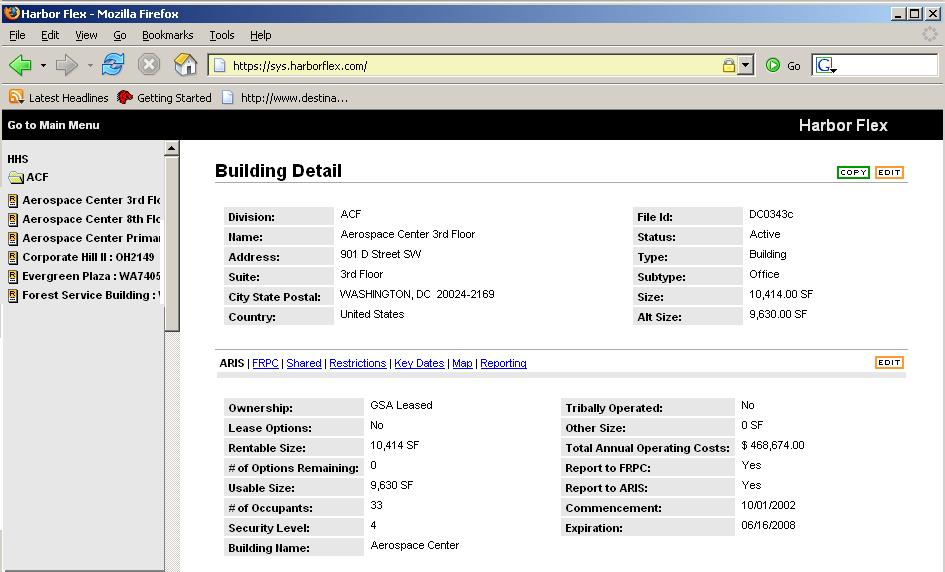 Harbor Flex - Mozilla Firefox
File Edit View Go Bookmarks Tools Help
https://sys.harborflex.com/ Go G
Latest Headlines Getting Started http://www.destina...
Go to Main Menu Harbor Flex
HHS
ACF
Aerospace Center 3rd
Aerospace Center 8th
Aerospace Center
Corporate Hill II : OH2149
Evergreen Plaza : WA7405
Forest Service Building :
Building Detail COPY EDIT
Division: ACF File Id: DC0343c
Name: Aerospace Center 3rd Floor Status: Active
Address: 901 D Street SW Type: Building
Suite: 3rd Floor Subtype: Office
City State Postal: WASHINGTON, DC 20024-2169 Size: 10,414.00 SF
Country: United States Alt Size: 9,630.00 SF
ARIS | FRPC | Shared | Restrictions | Key Dates | Map | Reporting EDIT
Ownership: GSA Leased Tribally Operated: No
Lease Options: No Other Size: 0 SF
Rentable Size: 10,414 SF Total Annual Operating Costs: $ 468,674.00
# of Options Remaining: 0 Report to FRPC: Yes
Usable Size: 9,630 SF Report to ARIS: Yes
# of Occupants: 33 Commencement: 10/01/2002
Security Level: 4 Expiration: 06/16/2008
Building Name: Aerospace Center